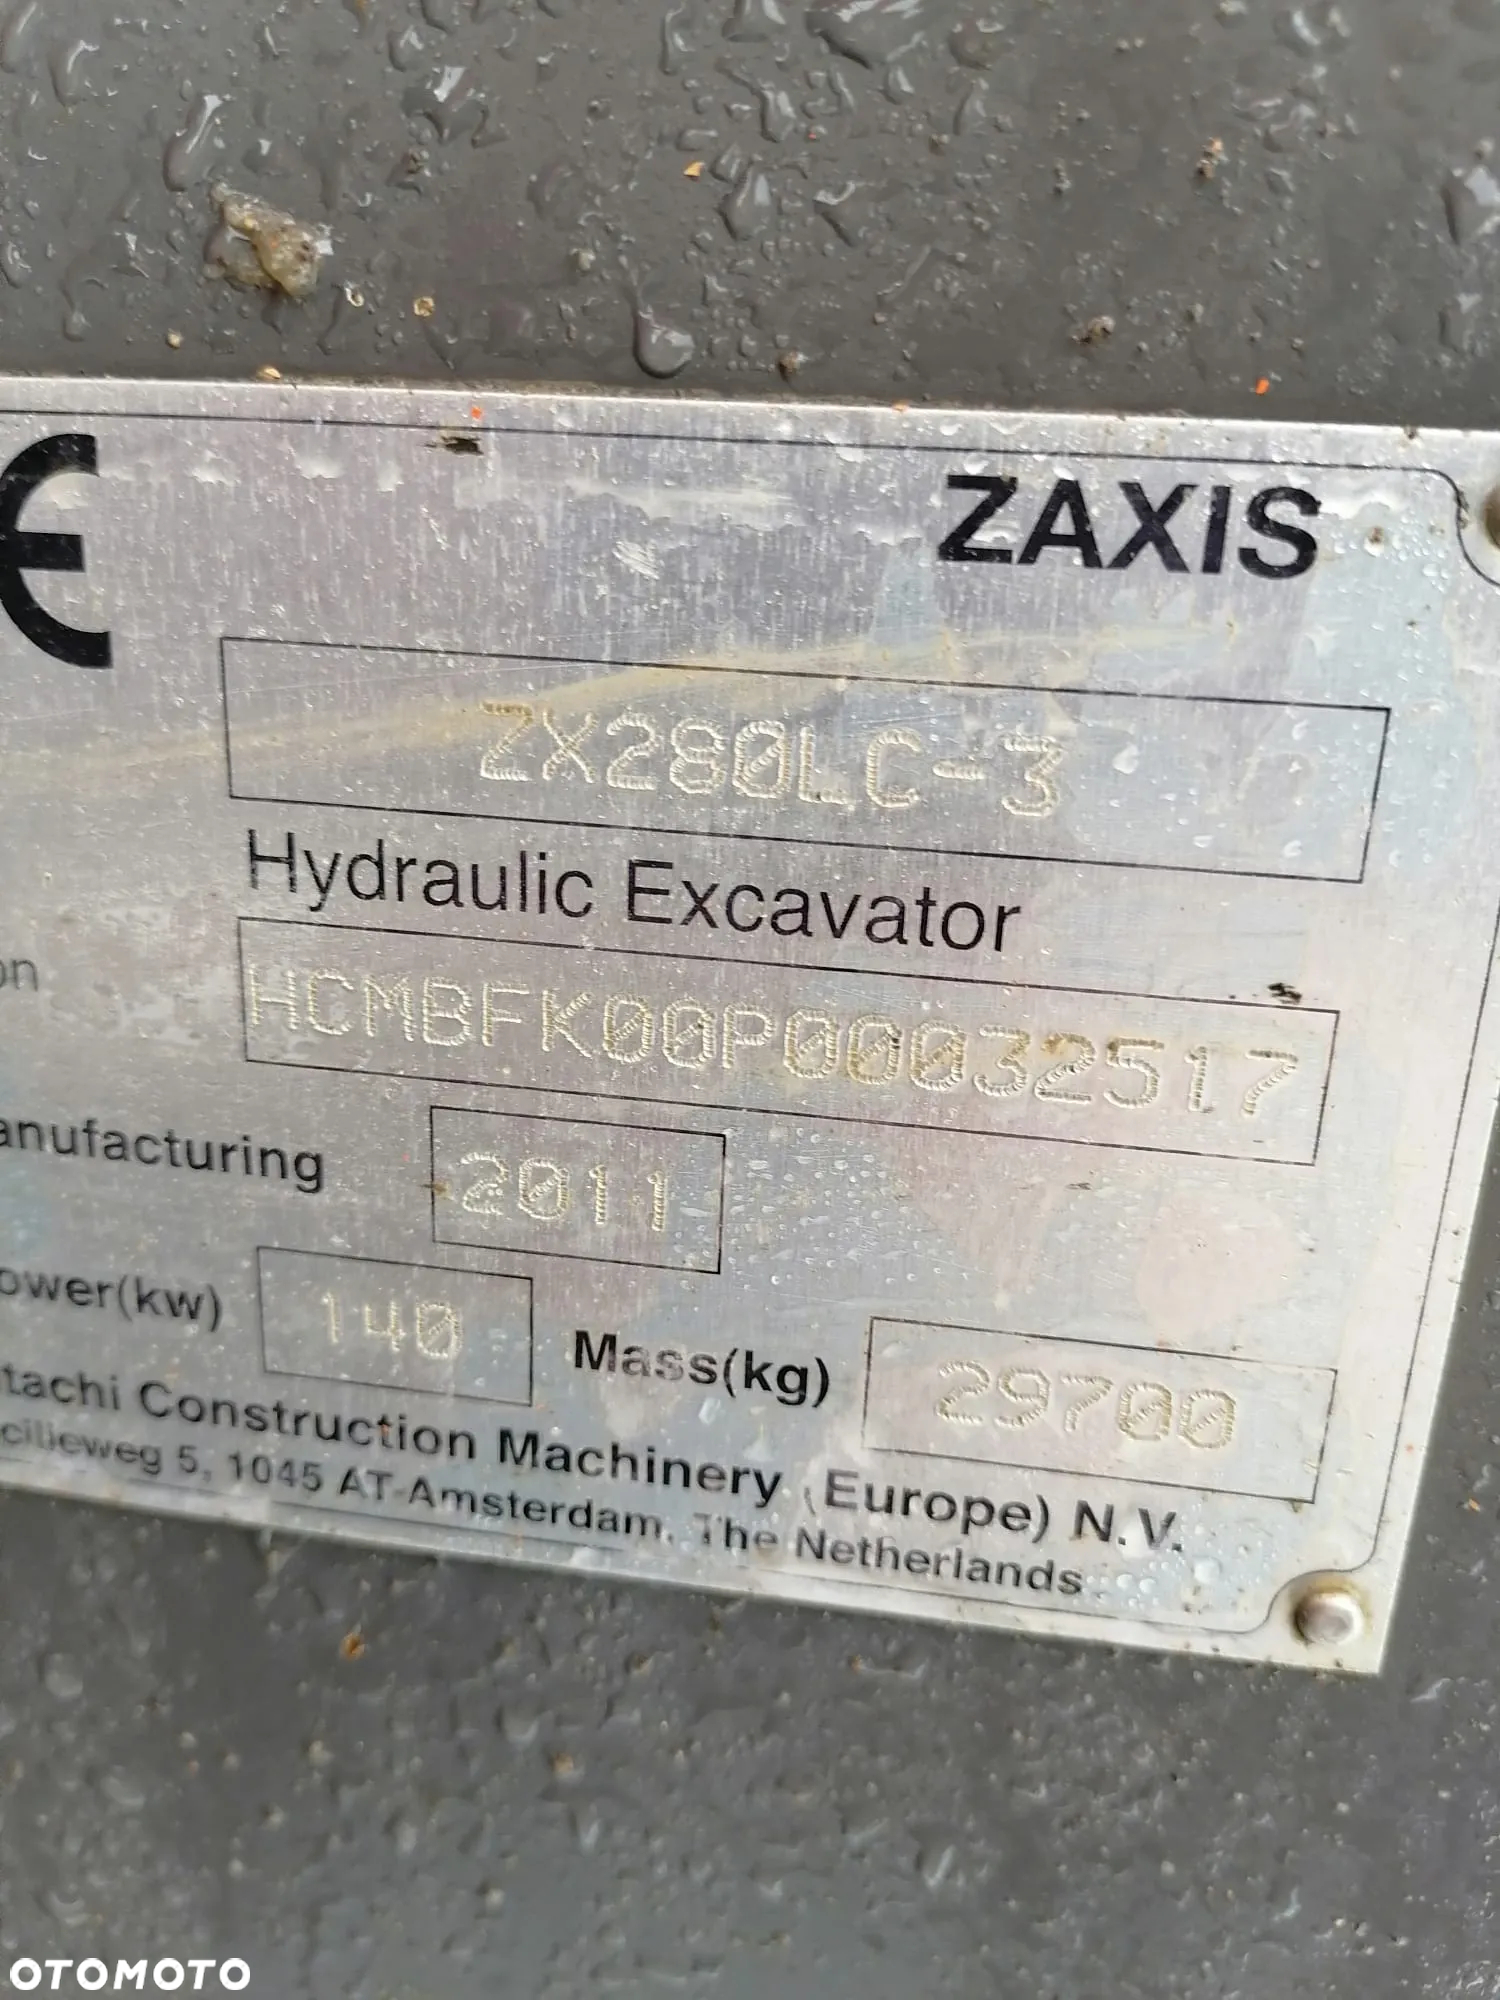 E
ZAXIS
ZX280LC-3
Hydraulic Excavator
on
HCMBFK00P00032517
anufacturing 2011
ower(kw) 140 Mass(kg) 29700
tachi Construction Machinery (Europe) N.V.
cilieweg 5, 1045 AT-Amsterdam, The Netherlands
OTOMOTO